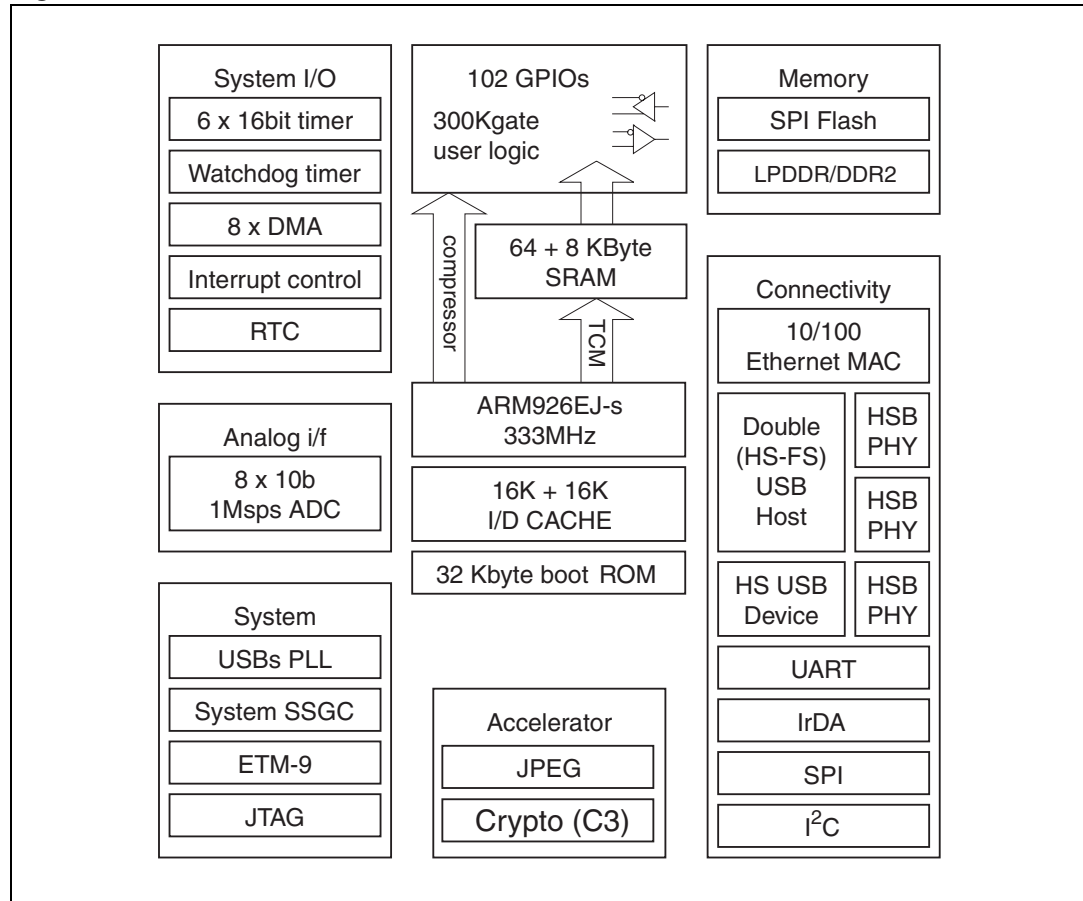 System I/O
6 x 16bit timer
Watchdog timer
8 x DMA
Interrupt control
RTC
Analog i/f
8 x 10b
1Msps ADC
System
USBs PLL
System SSGC
ETM-9
JTAG
102 GPIOs
300Kgate
user logic
compressor
64 + 8 KByte
SRAM
TCM
ARM926EJ-s
333MHz
16K + 16K
I/D CACHE
32 Kbyte boot ROM
Accelerator
JPEG
Crypto (C3)
Memory
SPI Flash
LPDDR/DDR2
Connectivity
10/100
Ethernet MAC
Double
(HS-FS)
USB
Host
HSB
PHY
HSB
PHY
HS USB
Device
HSB
PHY
UART
IrDA
SPI
I²C